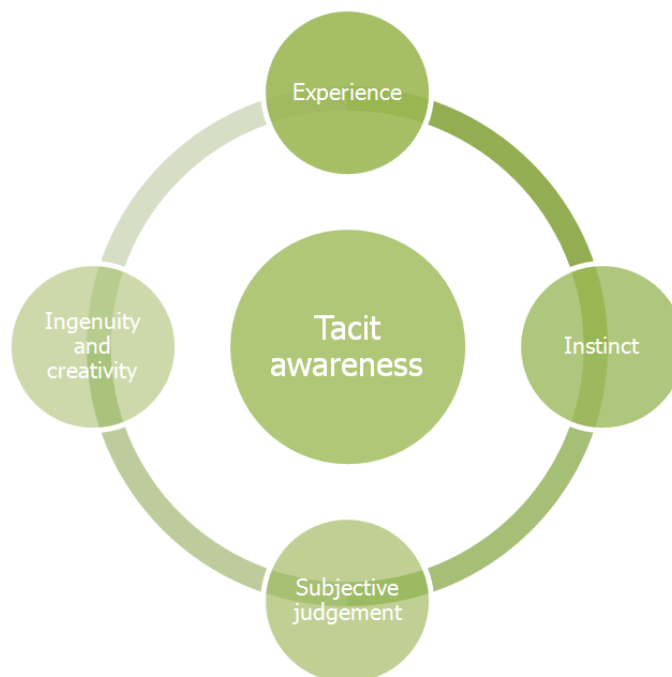 Experience
Ingenuity
and
creativity
Tacit
awareness
Instinct
Subjective
judgement